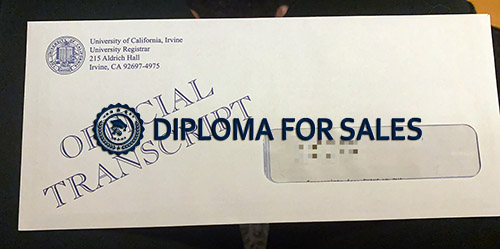 University of California, Irvine
University Registrar
215 Aldrich Hall
Irvine, CA 92697-4975
OFFICIAL
TRANSCRIPT
DIPLOMA FOR SALES